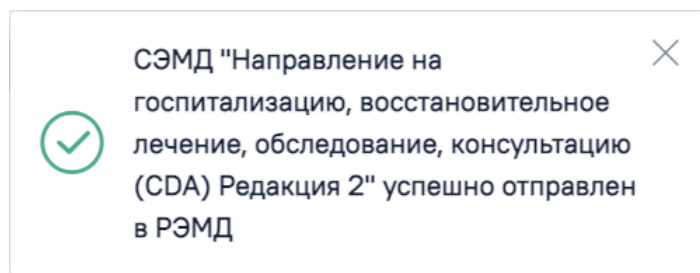 СЭМД "Направление на
госпитализацию, восстановительное
лечение, обследование, консультацию
(CDA) Редакция 2" успешно отправлен
в РЭМД